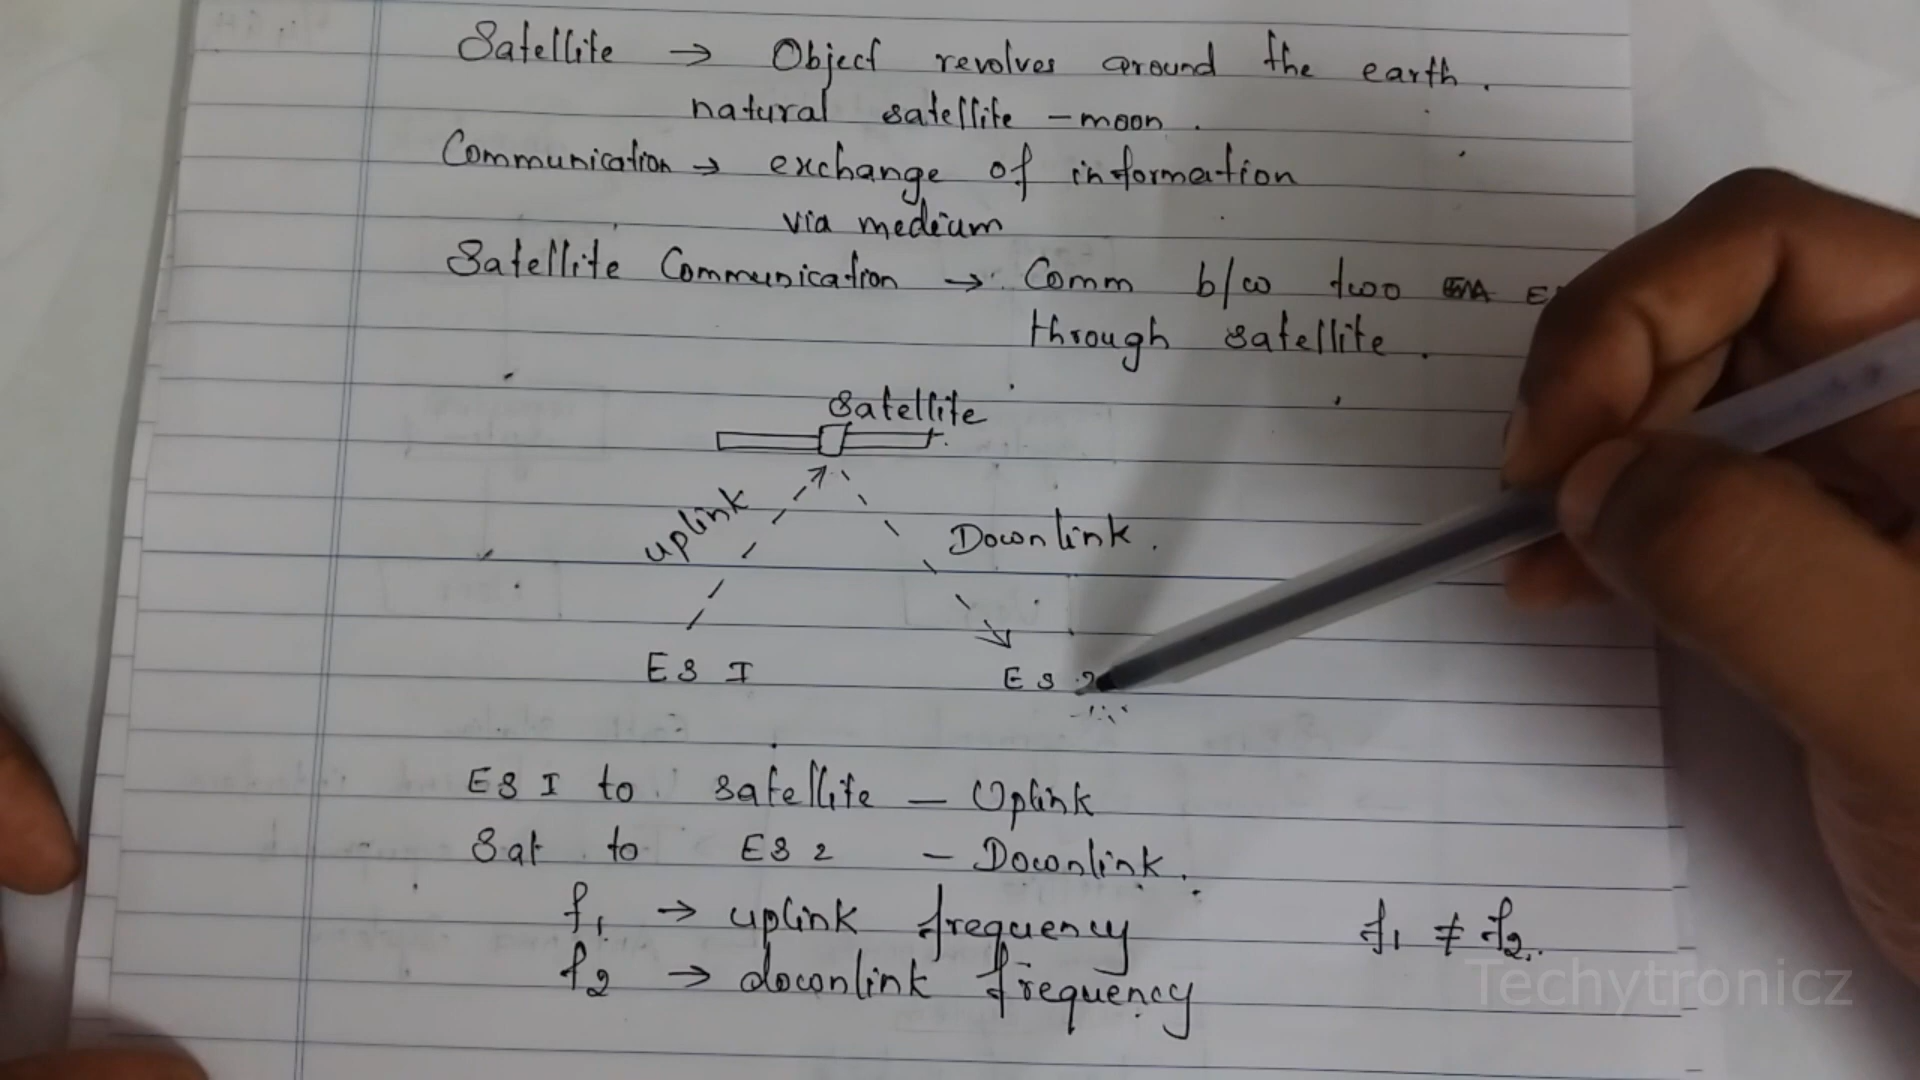 Satellite → Object revolves around the earth.
natural satellite - moon.
Communication → exchange of information
via medium
Satellite Communication → Comm b/w two
through satellite.
Satellite
uplink
Downlink.
ES I
ES 2
ES I to satellite - Uplink
Sat to ES 2 - Downlink.
f₁ → uplink frequency f₁ ≠ f₂.
f₂ → downlink frequency
Techytronicz